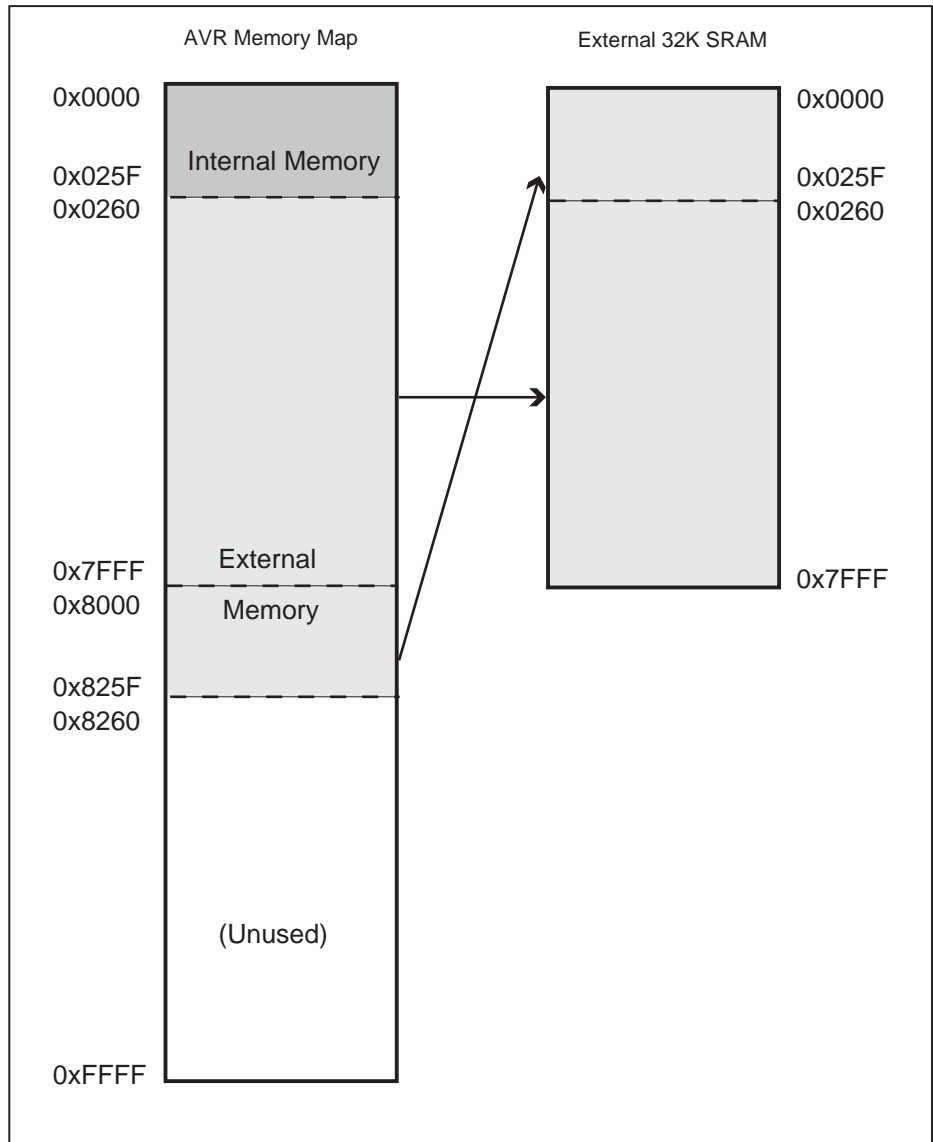 AVR Memory Map
0x0000
Internal Memory
0x025F
0x0260
External
0x7FFF
0x8000
Memory
0x825F
0x8260
(Unused)
0xFFFF
External 32K SRAM
0x0000
0x025F
0x0260
0x7FFF